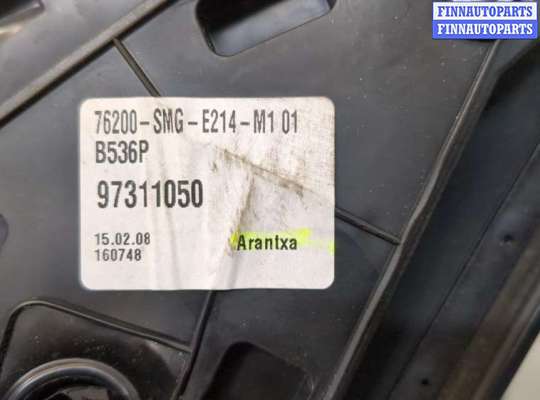 FINNAUTOPARTS
FINNAUTOPARTS
76200-SMG-E214-M1 01
B536P
97311050
15.02.08
Arantxa
160748